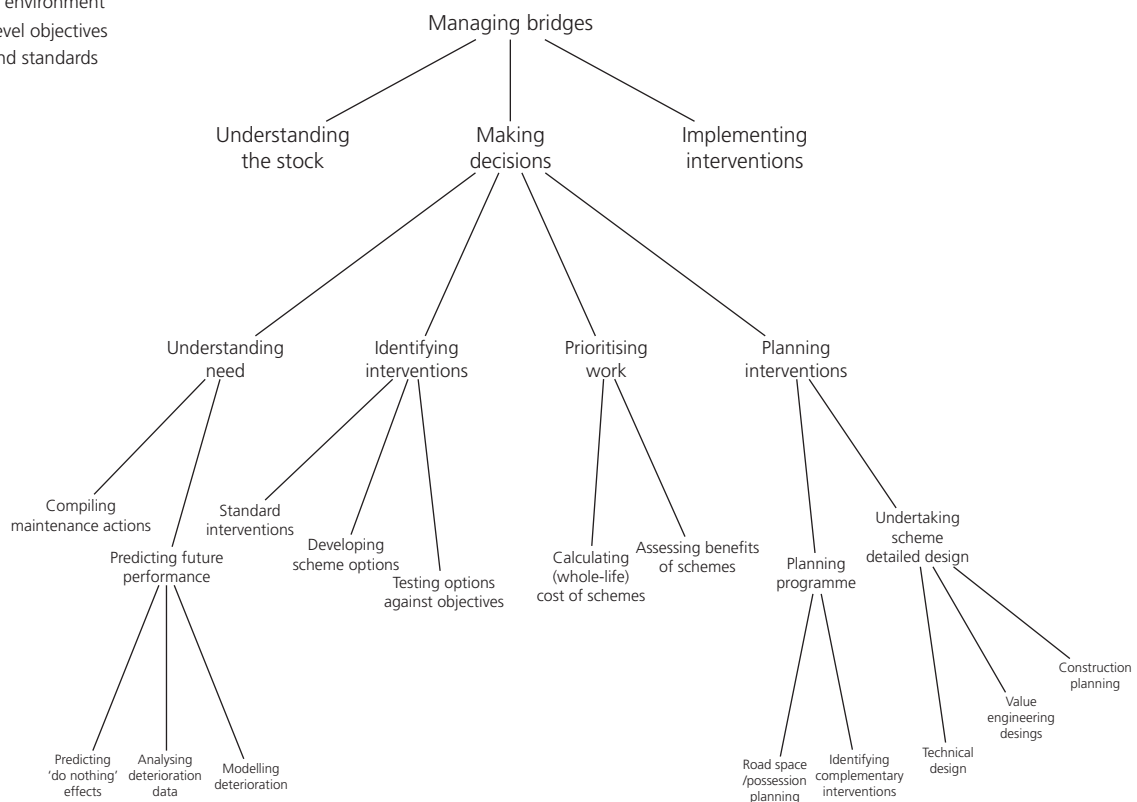 environment
evel objectives
nd standards
Managing bridges
Understanding
the stock
Making
decisions
Implementing
interventions
Understanding
need
Identifying
interventions
Prioritising
work
Planning
interventions
Compiling
maintenance actions
Predicting future
performance
Standard
interventions
Developing
scheme options
Testing options
against objectives
Calculating
(whole-life)
cost of schemes
Assessing benefits
of schemes
Planning
programme
Undertaking
scheme
detailed design
Predicting
'do nothing'
effects
Analysing
deterioration
data
Modelling
deterioration
Road space
/possession
planning
Identifying
complementary
interventions
Technical
design
Value
engineering
desings
Construction
planning